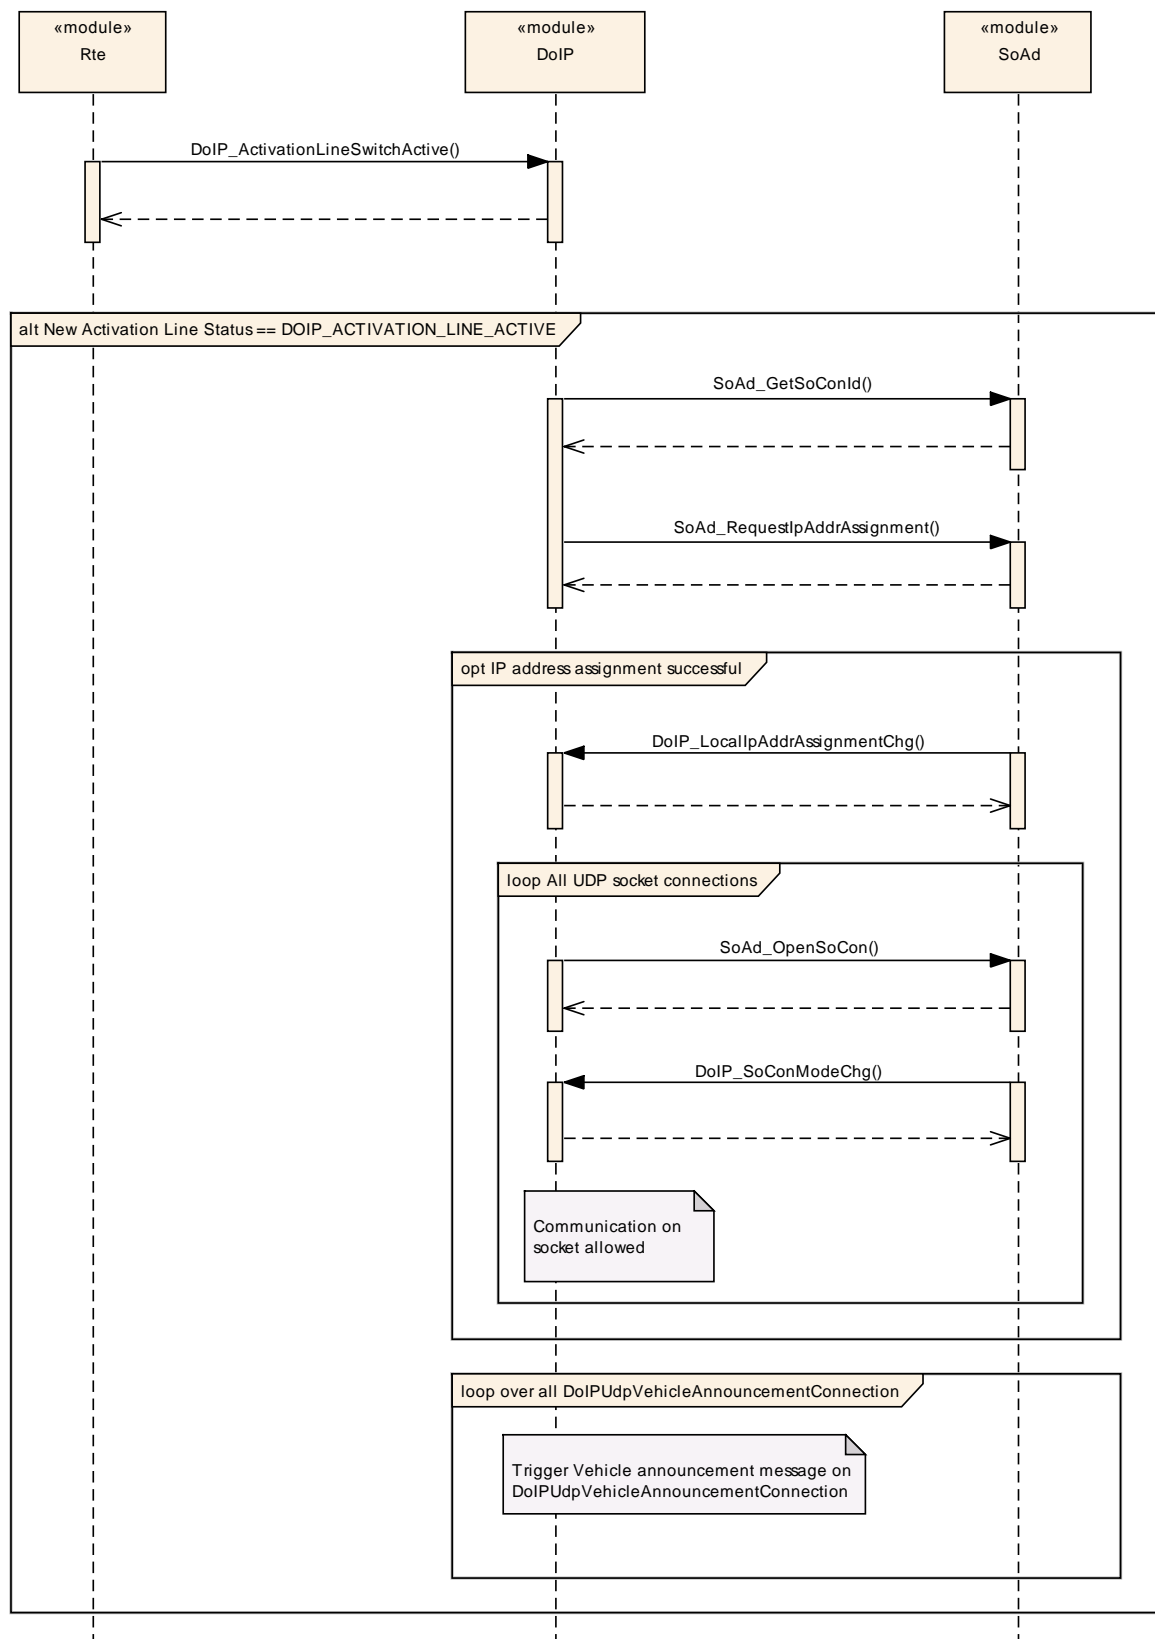 «module»
Rte
«module»
DoIP
«module»
SoAd
DoIP_ActivationLineSwitchActive()
alt New Activation Line Status == DOIP_ACTIVATION_LINE_ACTIVE
SoAd_GetSoConId()
SoAd_RequestIpAddrAssignment()
opt IP address assignment successful
DoIP_LocalIpAddrAssignmentChg()
loop All UDP socket connections
SoAd_OpenSoCon()
DoIP_SoConModeChg()
Communication on
socket allowed
loop over all DoIPUdpVehicleAnnouncementConnection
Trigger Vehicle announcement message on
DoIPUdpVehicleAnnouncementConnection